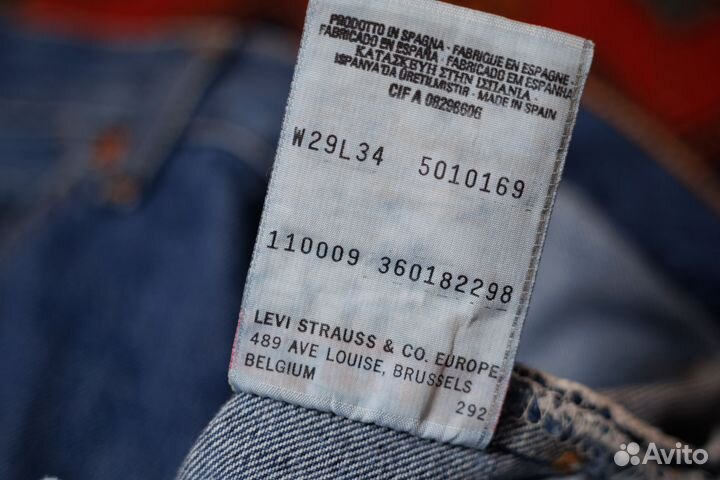 PRODOTTO IN SPAGNA - FABRIQUE EN ESPAGNE -
FABRICADO EN ESPAÑA - FABRICADO EM ESPANHA
ΚΑΤΑΣΚΕΥΗ ΣΤΗΝ ΙΣΠΑΝΙΑ -
ISPANYA'DA ÜRETILMISTIR - MADE IN SPAIN
CIF A 08296606
W29L34 5010169
110009 360182298
LEVI STRAUSS & CO. EUROPE
489 AVE LOUISE, BRUSSELS
BELGIUM
292
Avito